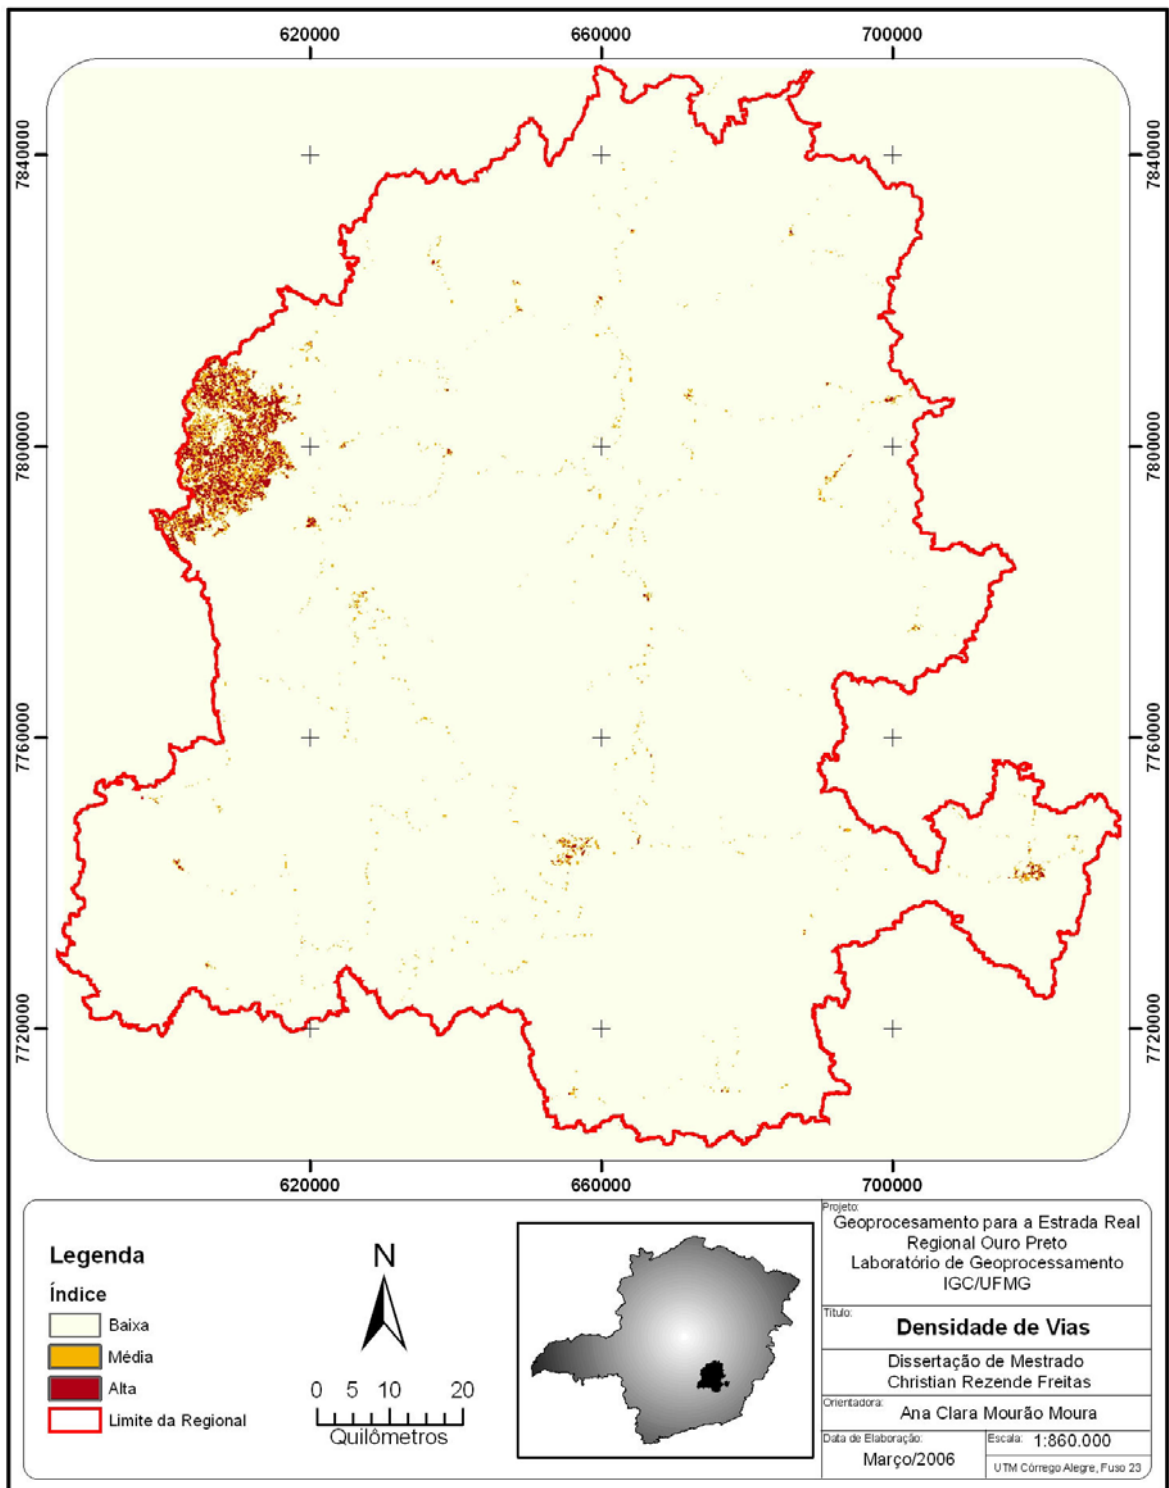 620000 660000 700000
7840000 7840000
7800000 7800000
7760000 7760000
7720000 7720000
620000 660000 700000
Legenda
Índice
Baixa
Média
Alta
Limite da Regional
N
0 5 10 20
Quilômetros
Projeto:
Geoprocesamento para a Estrada Real
Regional Ouro Preto
Laboratório de Geoprocessamento
IGC/UFMG
Título:
Densidade de Vias
Dissertação de Mestrado
Christian Rezende Freitas
Orientadora: Ana Clara Mourão Moura
Data de Elaboração:
Março/2006
Escala: 1:860.000
UTM Córrego Alegre, Fuso 23